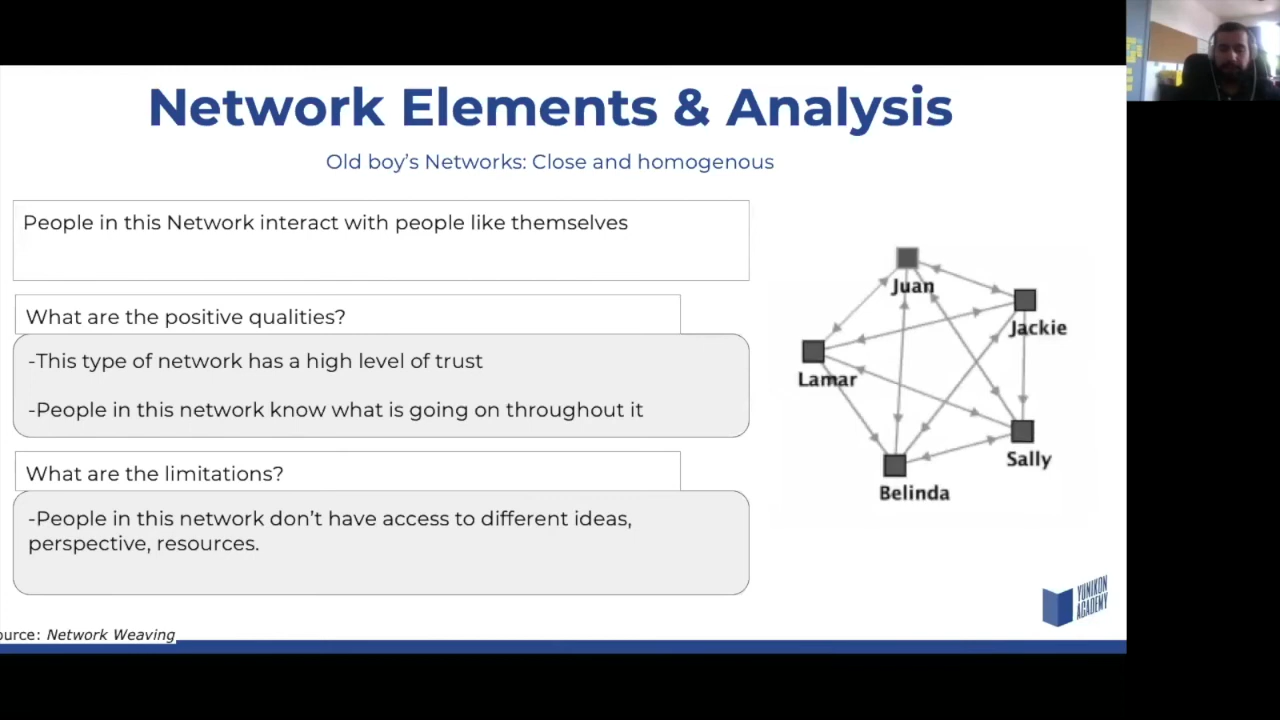 Network Elements & Analysis
Old boy's Networks: Close and homogenous
People in this Network interact with people like themselves
What are the positive qualities?
-This type of network has a high level of trust
-People in this network know what is going on throughout it
What are the limitations?
-People in this network don't have access to different ideas,
perspective, resources.
Juan
Jackie
Lamar
Sally
Belinda
YUNIKON
ACADEMY
ource: Network Weaving